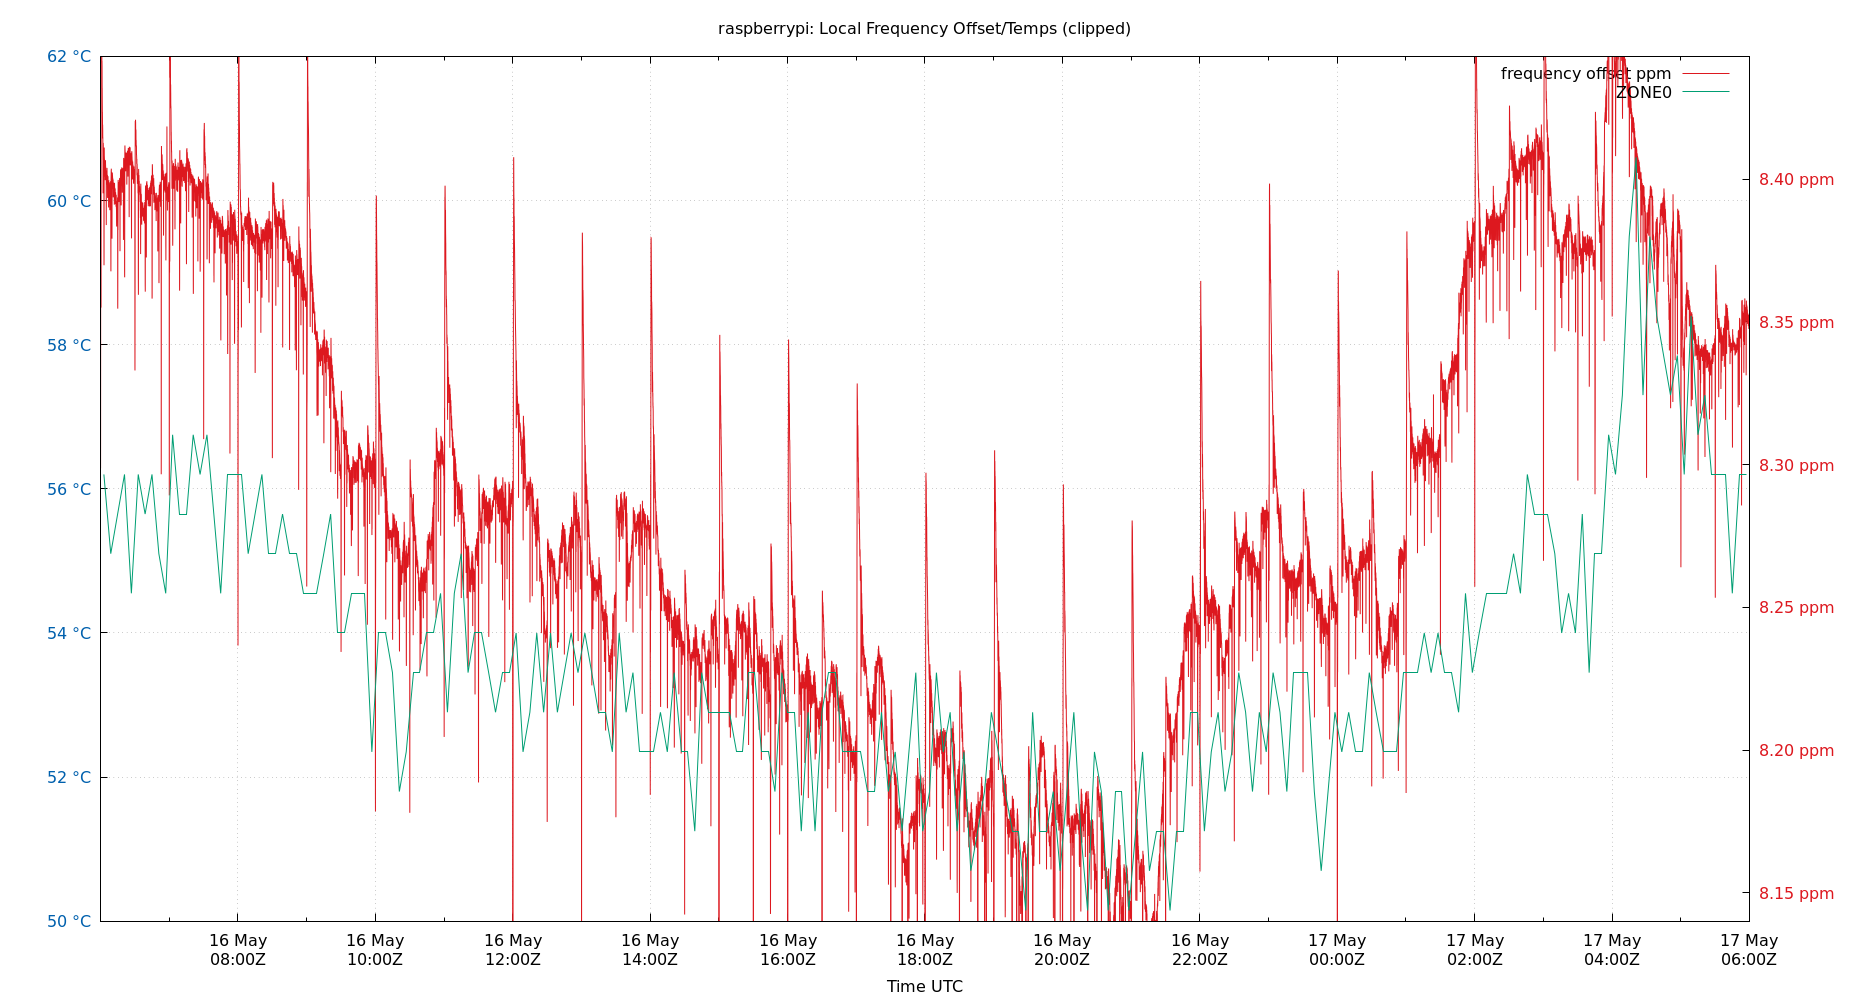 raspberrypi: Local Frequency Offset/Temps (clipped)
62 °C
60 °C
58 °C
56 °C
54 °C
52 °C
50 °C
frequency offset ppm
ZONE0
8.40 ppm
8.35 ppm
8.30 ppm
8.25 ppm
8.20 ppm
8.15 ppm
16 May
08:00Z
16 May
10:00Z
16 May
12:00Z
16 May
14:00Z
16 May
16:00Z
16 May
18:00Z
16 May
20:00Z
16 May
22:00Z
17 May
00:00Z
17 May
02:00Z
17 May
04:00Z
17 May
06:00Z
Time UTC